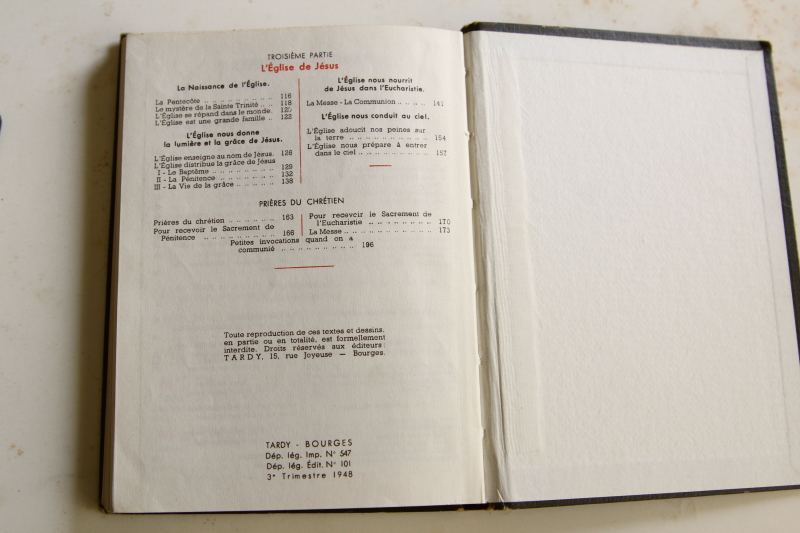 TROISIÈME PARTIE
L'Église de Jésus
La Naissance de l'Église.
La Pentecôte .. .. .. .. .. .. .. .. 116
Le mystère de la Sainte Trinité .. .. 118
L'Église se répand dans le monde. 120
L'Église est une grande famille .. .. 122
L'Église nous donne
la lumière et la grâce de Jésus.
L'Église enseigne au nom de Jésus. 126
L'Église distribue la grâce de Jésus
I - Le Baptême .. .. .. .. .. .. .. 129
II - La Pénitence .. .. .. .. .. .. 132
III - La Vie de la grâce .. .. .. .. 138
L'Église nous nourrit
de Jésus dans l'Eucharistie.
La Messe - La Communion .. .. .. .. 141
L'Église nous conduit au ciel.
L'Église adoucit nos peines sur
la terre .. .. .. .. .. .. .. .. .. 154
L'Église nous prépare à entrer
dans le ciel .. .. .. .. .. .. .. .. 157
PRIÈRES DU CHRÉTIEN
Prières du chrétien .. .. .. .. .. .. 163
Pour recevoir le Sacrement de
Pénitence .. .. .. .. .. .. .. .. 166
Pour recevoir le Sacrement de
l'Eucharistie .. .. .. .. .. .. .. 170
La Messe .. .. .. .. .. .. .. .. .. 173
Petites invocations quand on a
communié .. .. .. .. .. .. .. .. 196
Toute reproduction de ces textes et dessins,
en partie ou en totalité, est formellement
interdite. Droits réservés aux éditeurs :
TARDY, 15, rue Joyeuse — Bourges.
TARDY - BOURGES
Dép. lég. Imp. N° 547
Dép. lég. Édit. N° 101
3e Trimestre 1948